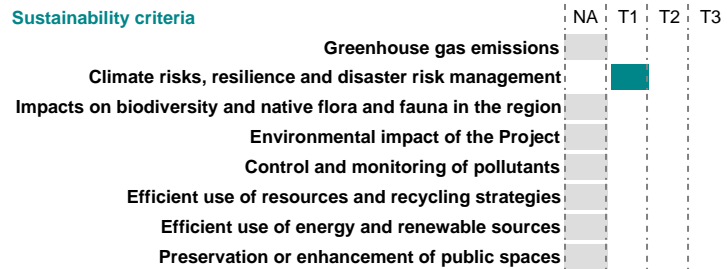 Sustainability criteria NA T1 T2 T3
Greenhouse gas emissions
Climate risks, resilience and disaster risk management
Impacts on biodiversity and native flora and fauna in the region
Environmental impact of the Project
Control and monitoring of pollutants
Efficient use of resources and recycling strategies
Efficient use of energy and renewable sources
Preservation or enhancement of public spaces